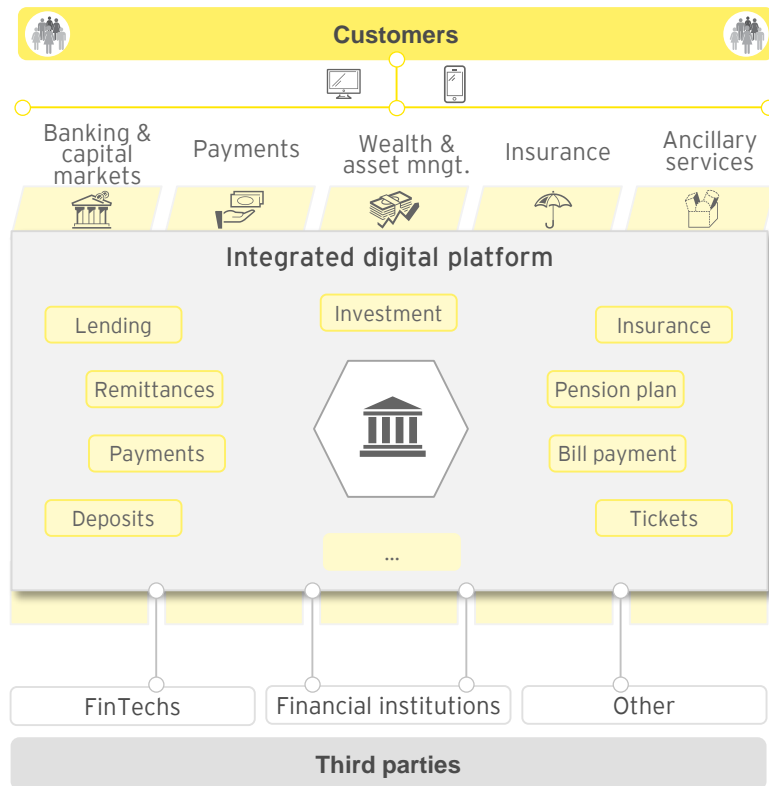 Customers
Banking &
capital
markets
Payments
Wealth &
asset mngt.
Insurance
Ancillary
services
Integrated digital platform
Lending
Investment
Insurance
Remittances
Pension plan
Payments
Bill payment
Deposits
Tickets
...
FinTechs
Financial institutions
Other
Third parties